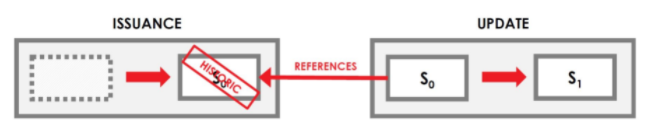 ISSUANCE
UPDATE
S₀
HISTORIC
REFERENCES
S₀
S₁